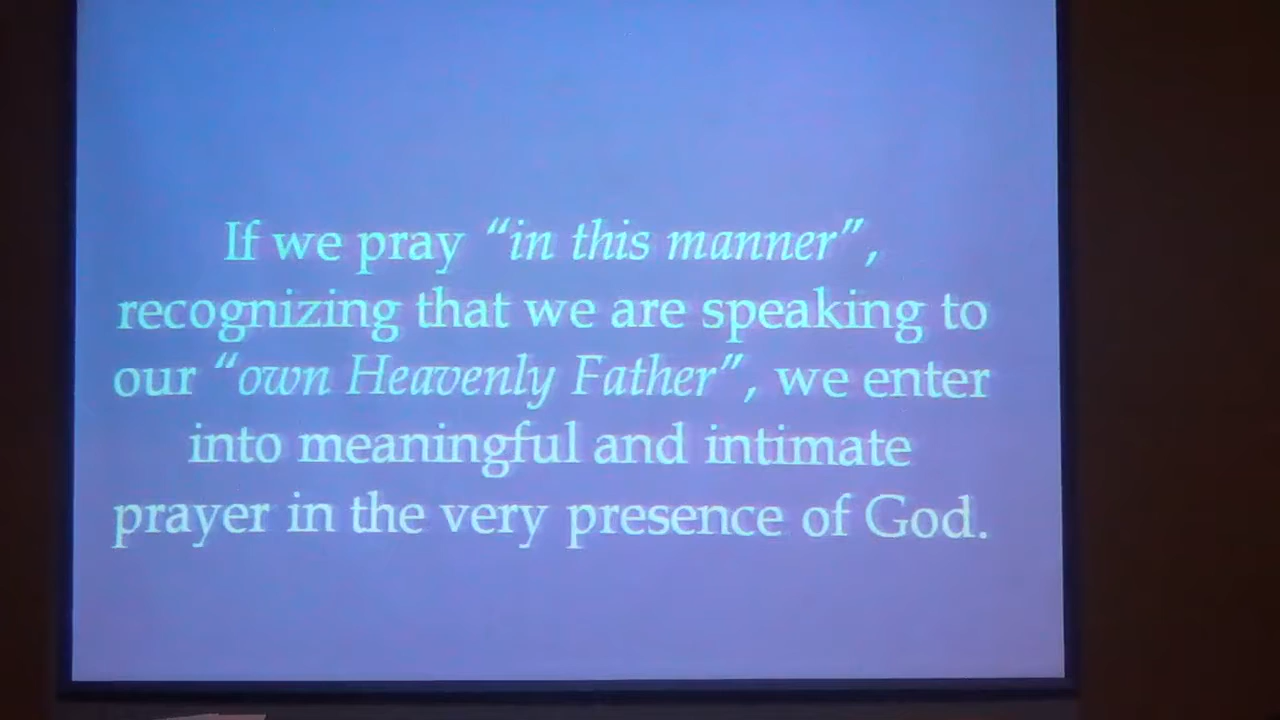 If we pray “in this manner”,
recognizing that we are speaking to
our “own Heavenly Father”, we enter
into meaningful and intimate
prayer in the very presence of God.